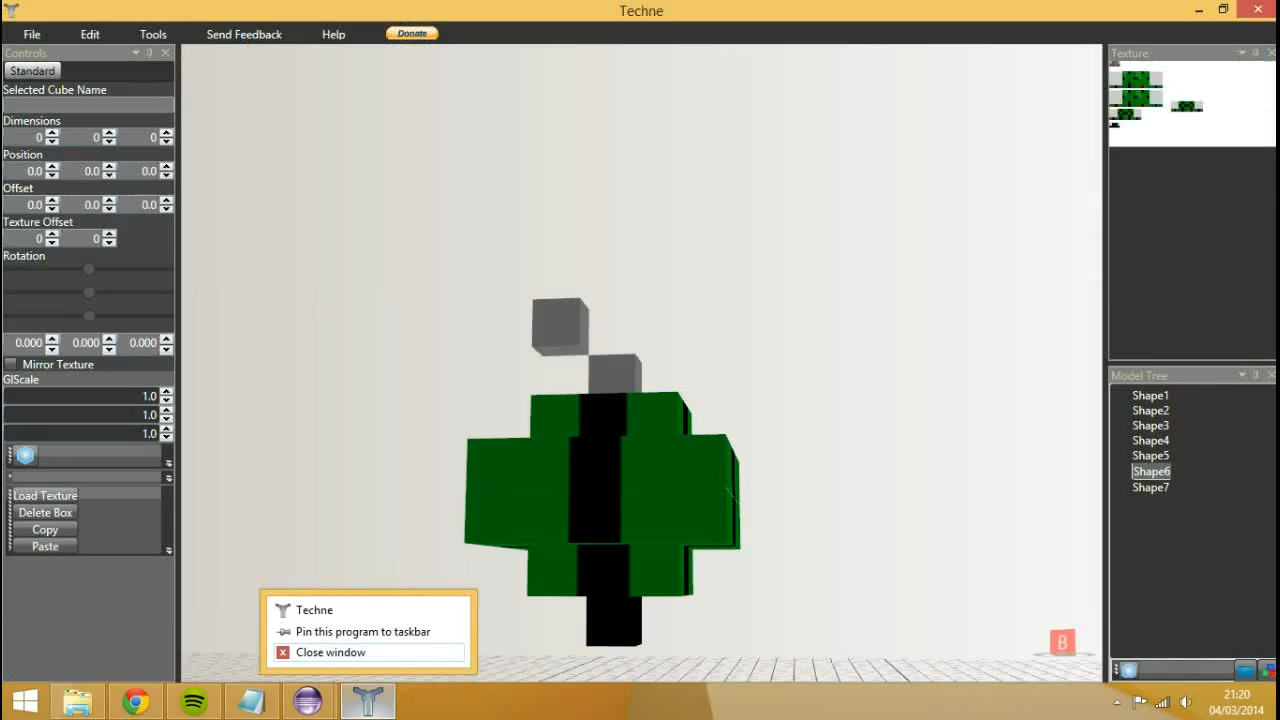 Techne
File Edit Tools Send Feedback Help Donate
Controls
Standard
Selected Cube Name
Dimensions
0 0 0
Position
0.0 0.0 0.0
Offset
0.0 0.0 0.0
Texture Offset
0 0
Rotation
0.000 0.000 0.000
Mirror Texture
GlScale
1.0
1.0
1.0
Load Texture
Delete Box
Copy
Paste
Techne
Pin this program to taskbar
Close window
B
Texture
Model Tree
Shape1
Shape2
Shape3
Shape4
Shape5
Shape6
Shape7
21:20
04/03/2014